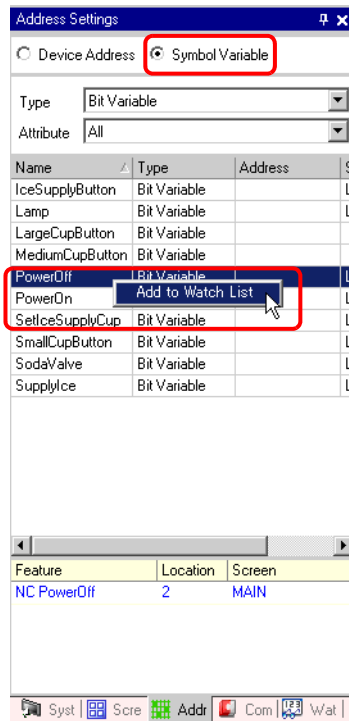 Address Settings
Device Address Symbol Variable
Type Bit Variable
Attribute All
Name Type Address
IceSupplyButton Bit Variable
Lamp Bit Variable
LargeCupButton Bit Variable
MediumCupButton Bit Variable
PowerOff Bit Variable
PowerOn
Add to Watch List
SetIceSupplyCup Bit Variable
SmallCupButton Bit Variable
SodaValve Bit Variable
SupplyIce Bit Variable
Feature Location Screen
NC PowerOff 2 MAIN
Syst Scre Addr Com Wat